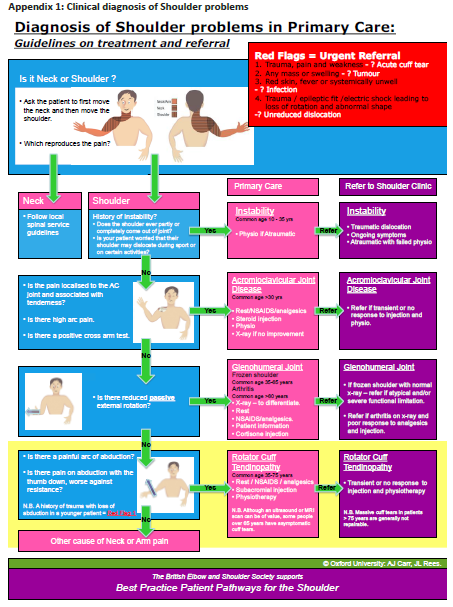 Appendix 1: Clinical diagnosis of Shoulder problems
Diagnosis of Shoulder problems in Primary Care:
Guidelines on treatment and referral
Red Flags = Urgent Referral
1. Trauma, pain and weakness - ? Acute cuff tear
2. Any mass or swelling - ? Tumour
3. Red skin, fever or systemically unwell
- ? Infection
4. Trauma / epileptic fit /electric shock leading to
loss of rotation and abnormal shape
-? Unreduced dislocation
Is it Neck or Shoulder ?
• Ask the patient to first move
the neck and then move the
shoulder.
• Which reproduces the pain?
Neck
Shoulder
Neck
• Follow local
spinal service
guidelines
Shoulder
History of Instability?
• Does the shoulder ever partly or
completely come out of joint?
• Is your patient worried that their
shoulder may dislocate during sport or
on certain activities?
Yes
Primary Care
Instability
Common age 10 - 35 yrs
• Physio if Atraumatic
Refer
Refer to Shoulder Clinic
Instability
• Traumatic dislocation
• Ongoing symptoms
• Atraumatic with failed physio
No
• Is the pain localised to the AC
joint and associated with
tenderness?
• Is there high arc pain.
• Is there a positive cross arm test.
Yes
Acromioclavicular Joint
Disease
Common age >30 yrs
• Rest/NSAIDS/analgesics
• Steroid injection
• Physio
• X-ray if no improvement
Refer
Acromioclavicular Joint
Disease
• Refer if transient or no
response to injection and
physio.
No
• Is there reduced passive
external rotation?
Yes
Glenohumeral Joint
Frozen shoulder
Common age 35-65 years
Arthritis
Common age >60 years
• X-ray – to differentiate.
• Rest
• NSAIDS/analgesics.
• Patient information
• Cortisone injection
Refer
Glenohumeral Joint
• If frozen shoulder with normal
x-ray – refer if atypical and/or
severe functional limitation.
• Refer if arthritis on x-ray and
poor response to analgesics
and injection.
No
• Is there a painful arc of abduction?
• Is there pain on abduction with the
thumb down, worse against
resistance?
N.B. A history of trauma with loss of
abduction in a younger patient =
Yes
Rotator Cuff
Tendinopathy
Common age 35-75 years
• Rest / NSAIDS / analgesics
• Subacromial injection
• Physiotherapy
N.B. Although an ultrasound or MRI
scan can be of value, some people
over 65 years have asymptomatic
cuff tears.
Refer
Rotator Cuff
Tendinopathy
• Transient or no response to
injection and physiotherapy
N.B. Massive cuff tears in patients
> 75 years are generally not
repairable.
No
Other cause of Neck or Arm pain
© Oxford University: AJ Carr, JL Rees.
The British Elbow and Shoulder Society supports
Best Practice Patient Pathways for the Shoulder